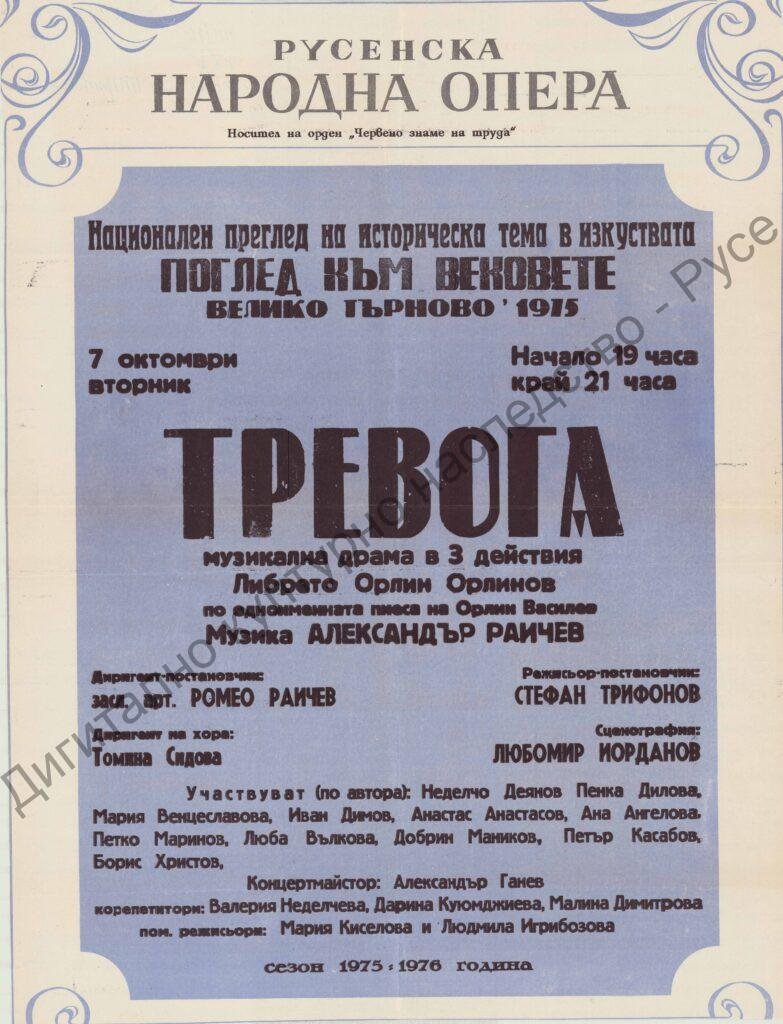 РУСЕНСКА
НАРОДНА ОПЕРА
Носител на орден „Червено знаме на труда“
Национален преглед на историческа тема в изкуствата
ПОГЛЕД КЪМ ВЕКОВЕТЕ
ВЕЛИКО ТЪРНОВО ' 1975
7 октомври
вторник
Начало 19 часа
край 21 часа
ТРЕВОГА
музикална драма в 3 действия
Либрето Орлин Орлинов
по едноименната пиеса на Орлин Василев
Музика АЛЕКСАНДЪР РАИЧЕВ
Диригент-постановчик:
засл. арт. РОМЕО РАИЧЕВ
Режисьор-постановчик:
СТЕФАН ТРИФОНОВ
Диригент на хора:
Томина Сидова
Сценография:
ЛЮБОМИР ЙОРДАНОВ
Участвуват (по автора): Неделчо Деянов Пенка Дилова,
Мария Венцеславова, Иван Димов, Анастас Анастасов, Ана Ангелова,
Петко Маринов, Люба Вълкова, Добрин Маников, Петър Касабов,
Борис Христов,
Концертмайстор: Александър Ганев
корепетитори: Валерия Неделчева, Дарина Куюмджиева, Малина Димитрова
пом. режисьори: Мария Киселова и Людмила Игрибозова
сезон 1975 : 1976 година
Дигитално културно наследство - Русе